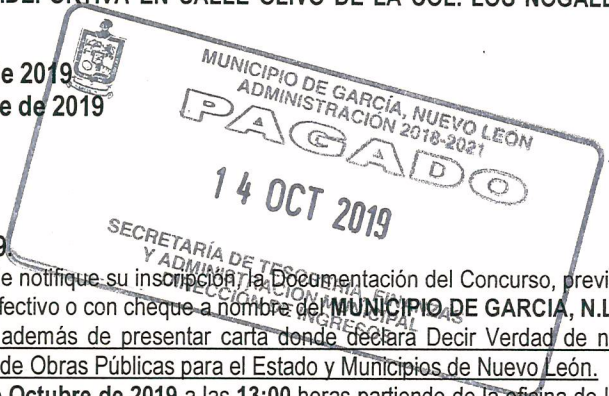 DEPORTIVA EN CALLE OLIVO DE LA COL. LOS NOGALE
e 2019
e de 2019
MUNICIPIO DE GARCÍA, NUEVO LEÓN
ADMINISTRACIÓN 2018-2021
PAGADO
14 OCT 2019
SECRETARÍA DE TESORERIA, FINANZAS
Y ADMINISTRACIÓN MUNICIPAL
DIRECCIÓN DE INGRESOS
9.
e notifique su inscripción, la Documentación del Concurso, previ
fectivo o con cheque a nombre del MUNICIPIO DE GARCIA, N.L
además de presentar carta donde declara Decir Verdad de n
de Obras Públicas para el Estado y Municipios de Nuevo León.
Octubre de 2019 a las 13:00 horas partiendo de la oficina de l